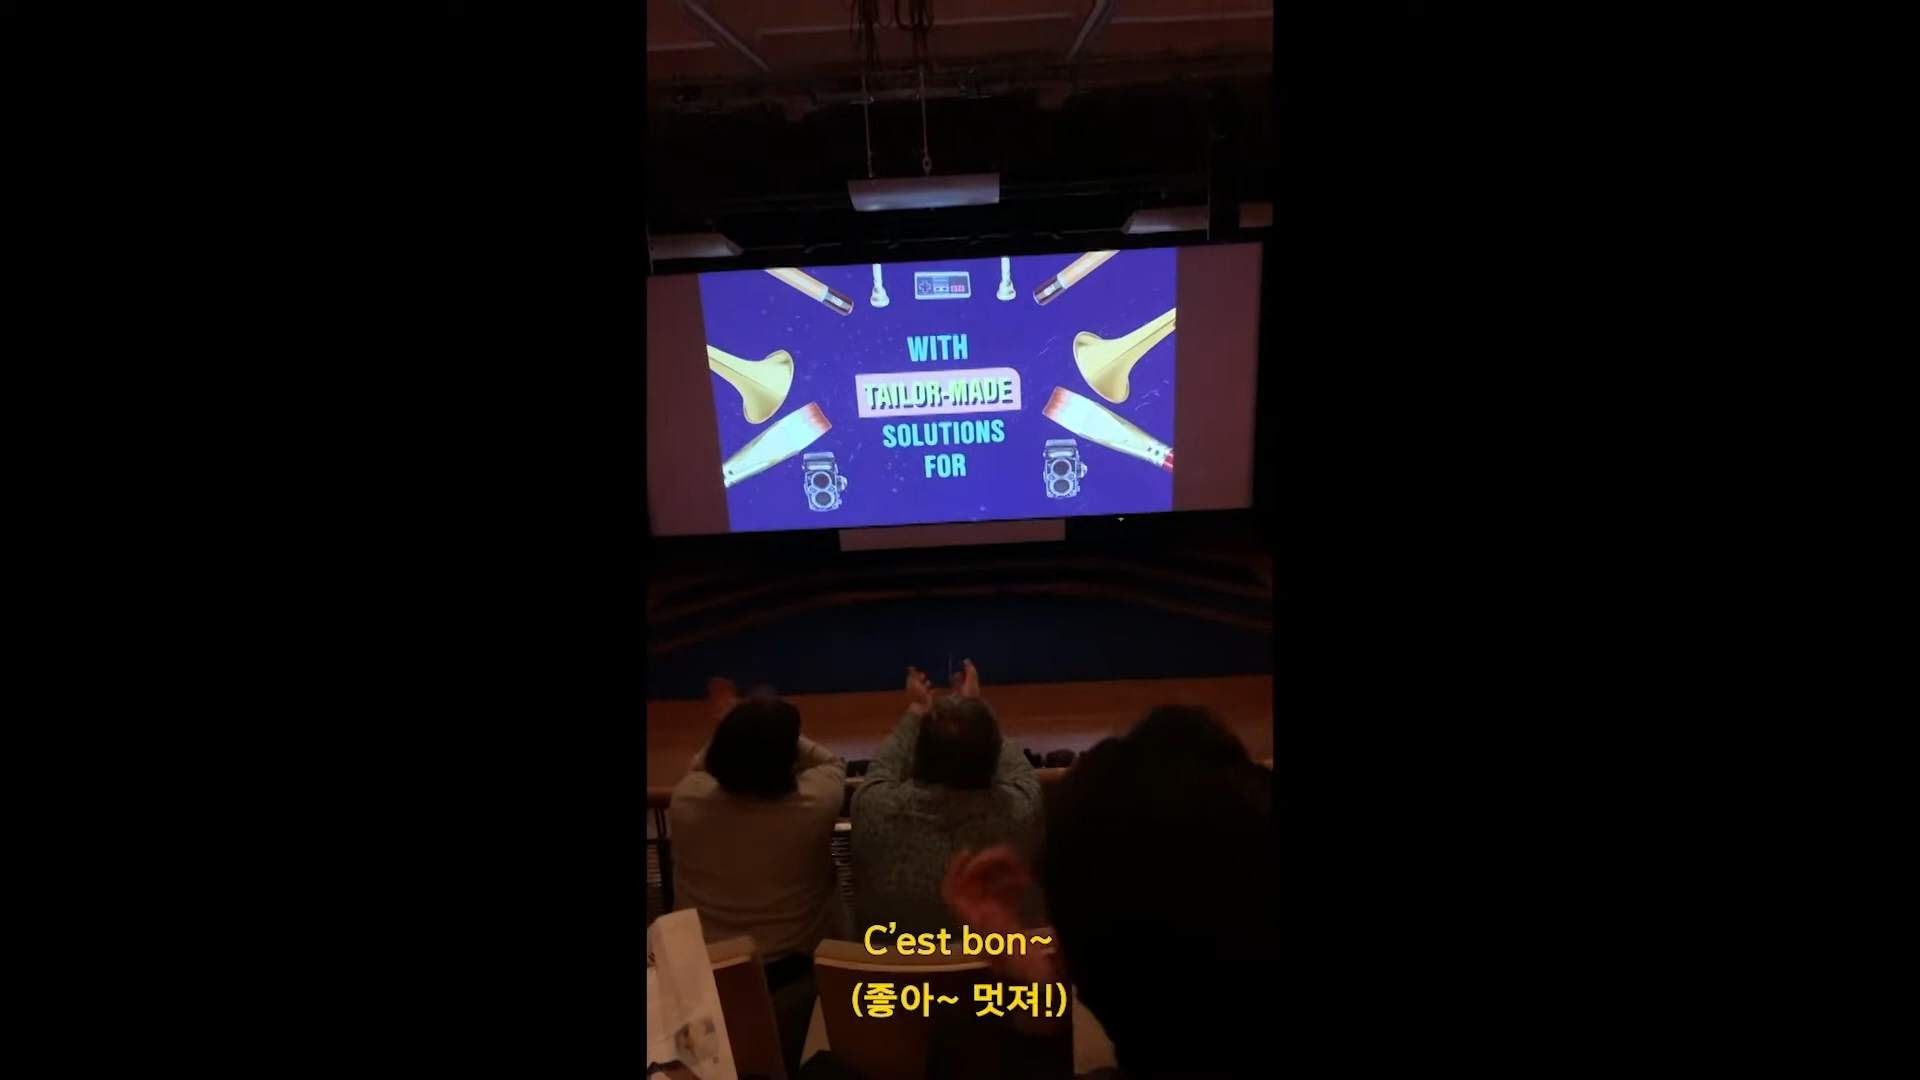 WITH
TAILOR-MADE
SOLUTIONS
FOR
C’est bon~
(좋아~ 멋져!)